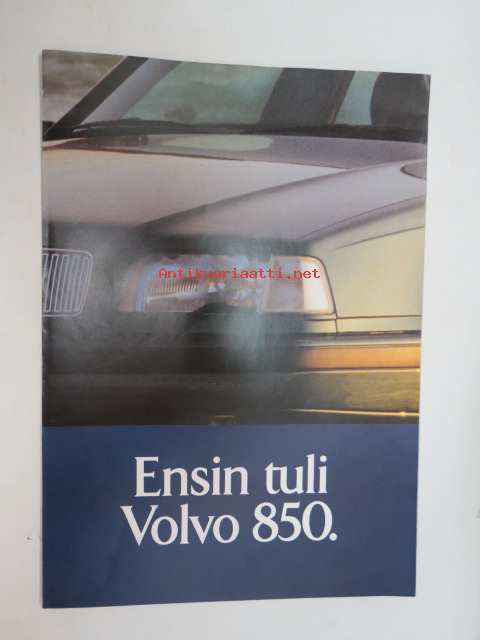 Antikvariaatti.net
Ensin tuli
Volvo 850.